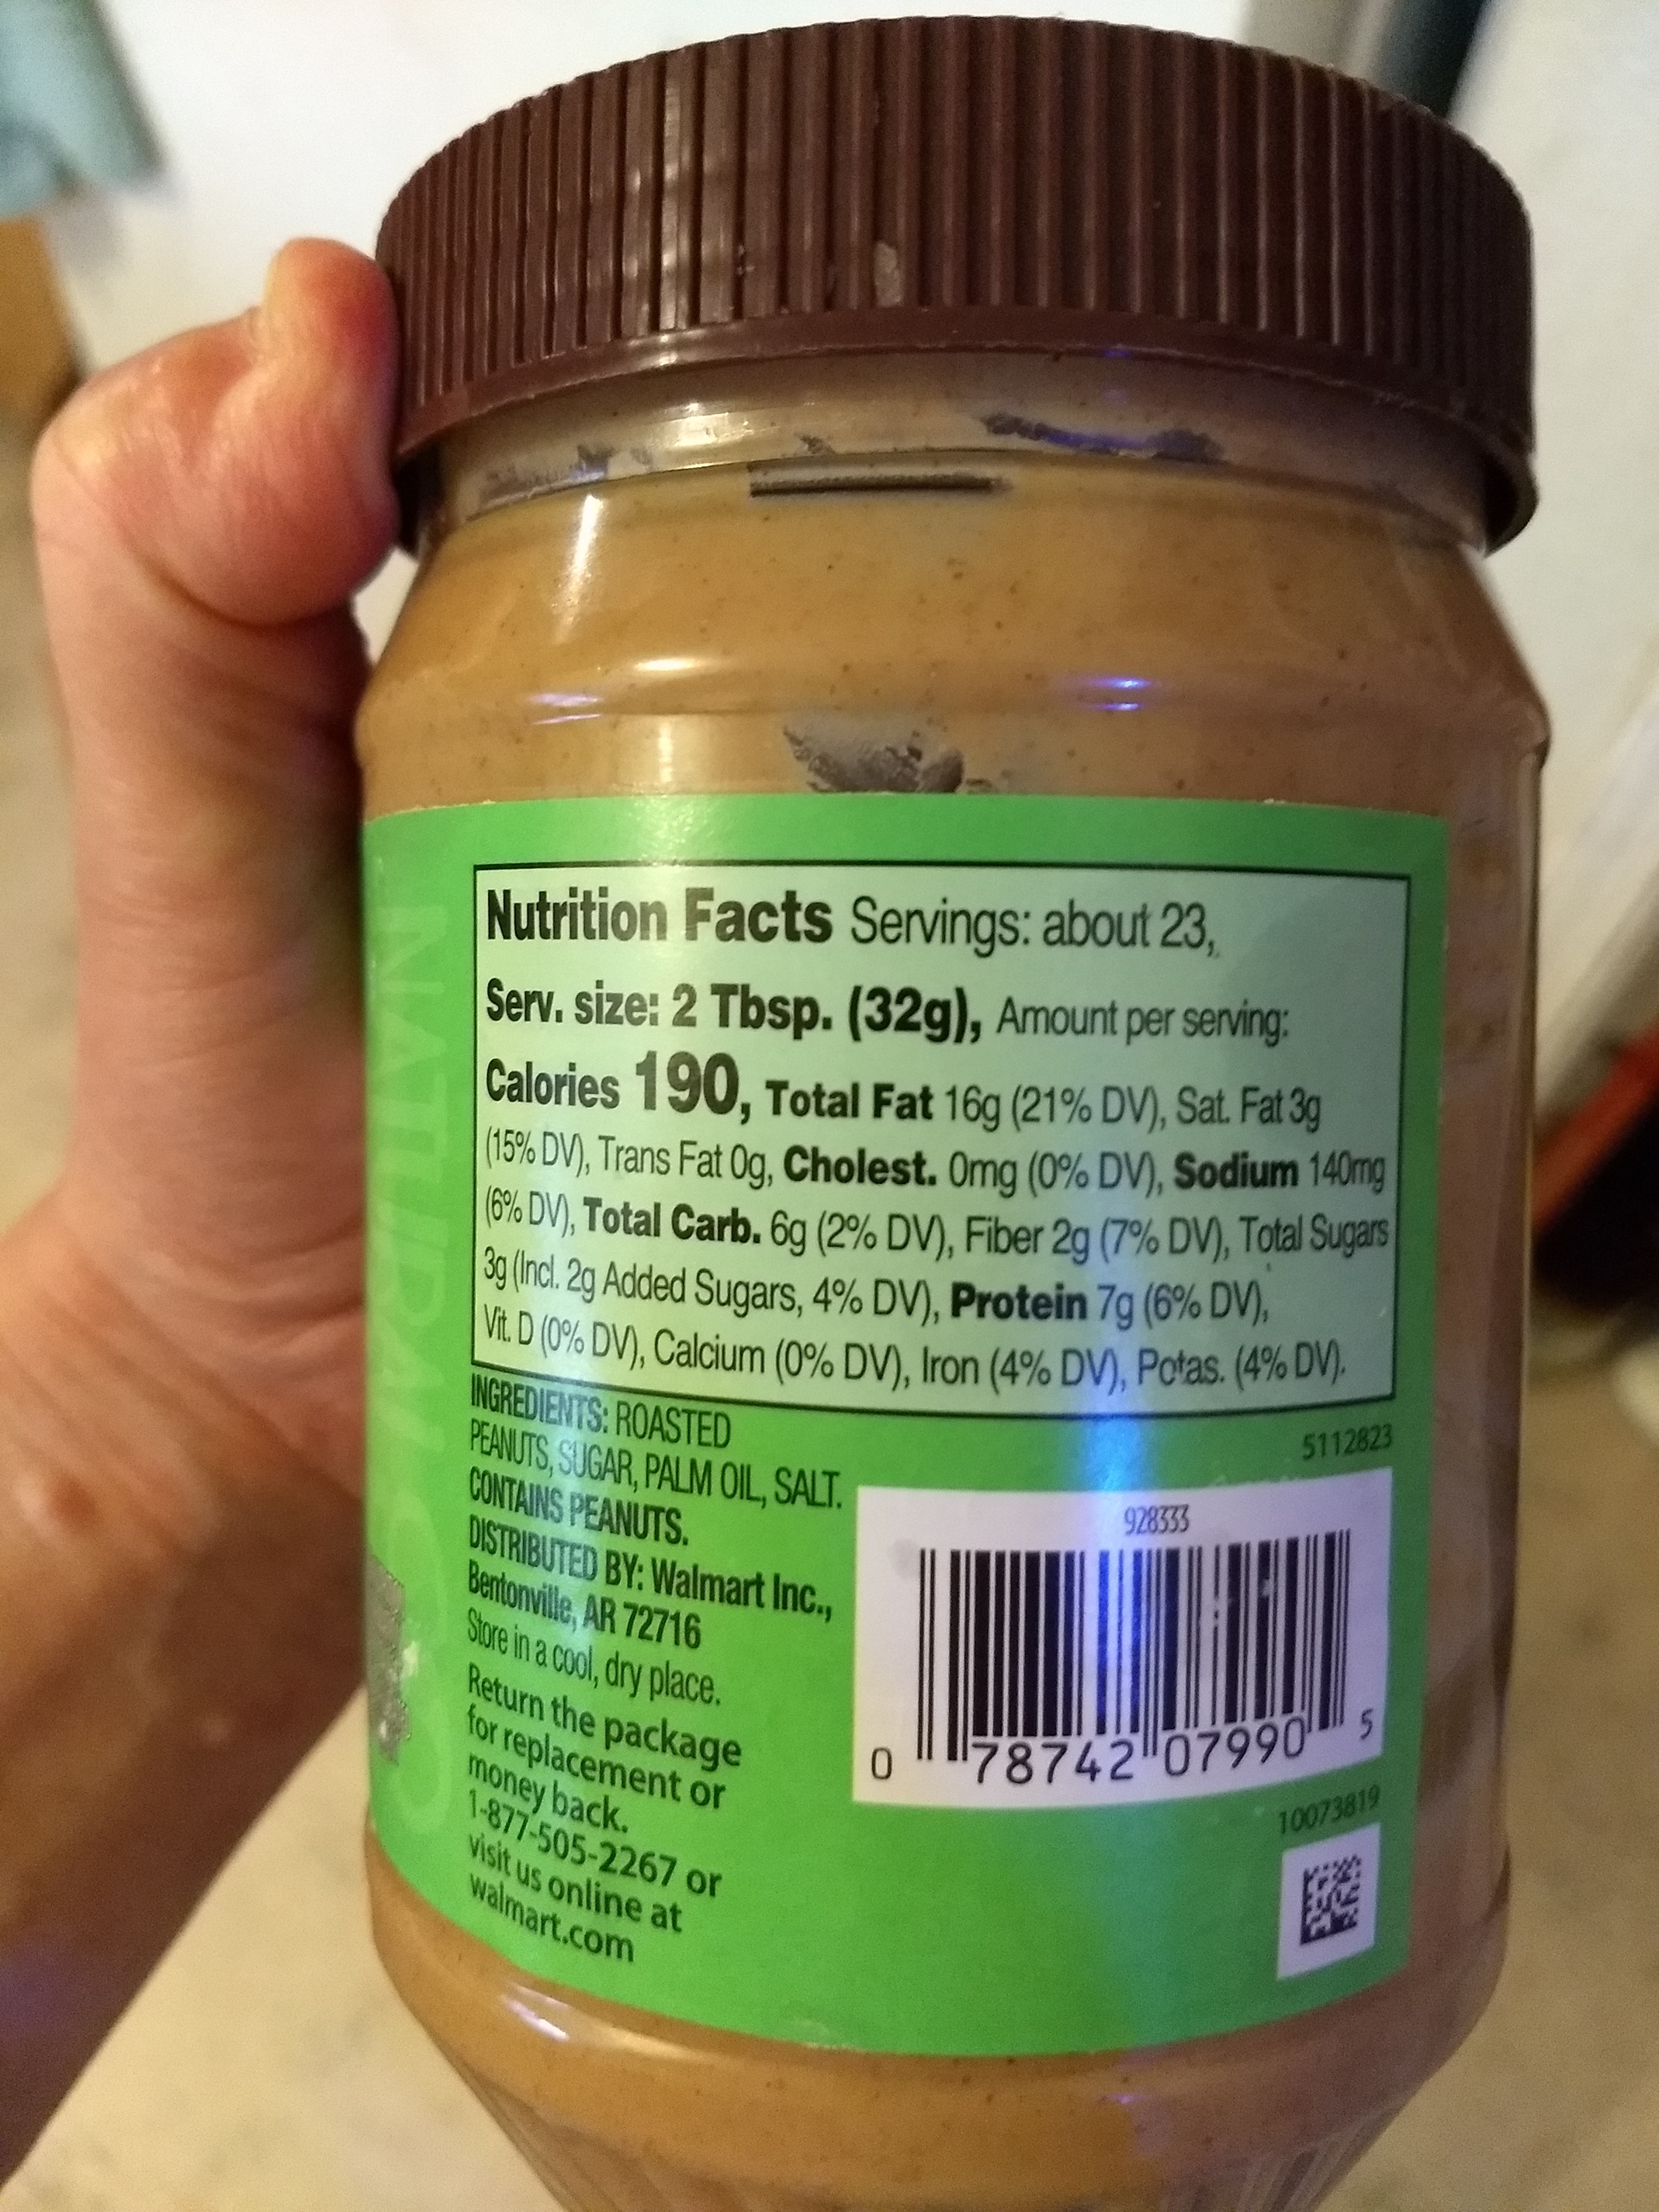 Nutrition Facts Servings: about 23,
Serv. size: 2 Tbsp. (32g), Amount per serving:
Calories 190, Total Fat 16g (21% DV), Sat. Fat 3g
(15% DV), Trans Fat 0g, Cholest. 0mg (0% DV), Sodium 140mg
(6% DV), Total Carb. 6g (2% DV), Fiber 2g (7% DV), Total Sugars
3g (Incl. 2g Added Sugars, 4% DV), Protein 7g (6% DV),
Vit. D (0% DV), Calcium (0% DV), Iron (4% DV), Potas. (4% DV).
INGREDIENTS: ROASTED
PEANUTS, SUGAR, PALM OIL, SALT.
CONTAINS PEANUTS.
DISTRIBUTED BY: Walmart Inc.,
Bentonville, AR 72716
Store in a cool, dry place.
Return the package
for replacement or
money back.
1-877-505-2267 or
visit us online at
walmart.com
5112823
928333
0 78742 07990 5
10073819